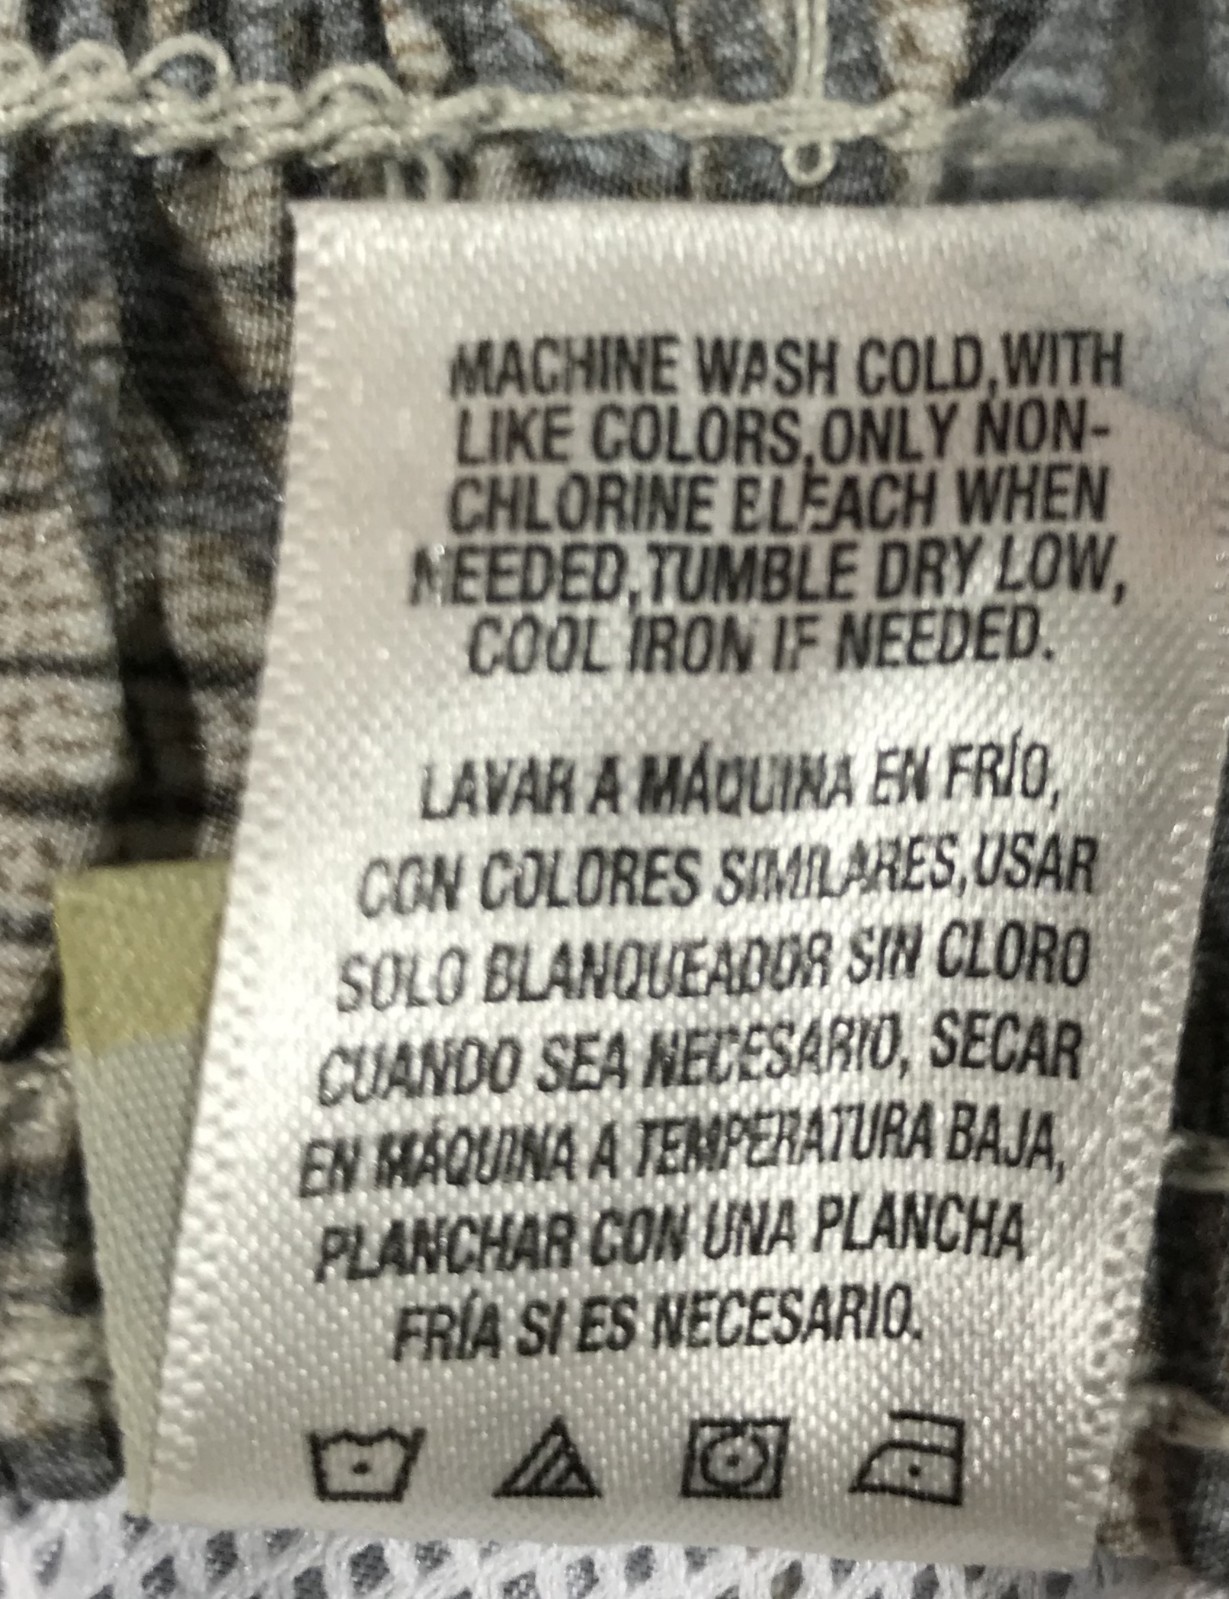 MACHINE WASH COLD,WITH
LIKE COLORS,ONLY NON-
CHLORINE BLEACH WHEN
NEEDED,TUMBLE DRY LOW,
COOL IRON IF NEEDED.
LAVAR A MÁQUINA EN FRÍO,
CON COLORES SIMILARES,USAR
SOLO BLANQUEADOR SIN CLORO
CUANDO SEA NECESARIO, SECAR
EN MÁQUINA A TEMPERATURA BAJA,
PLANCHAR CON UNA PLANCHA
FRÍA SI ES NECESARIO.